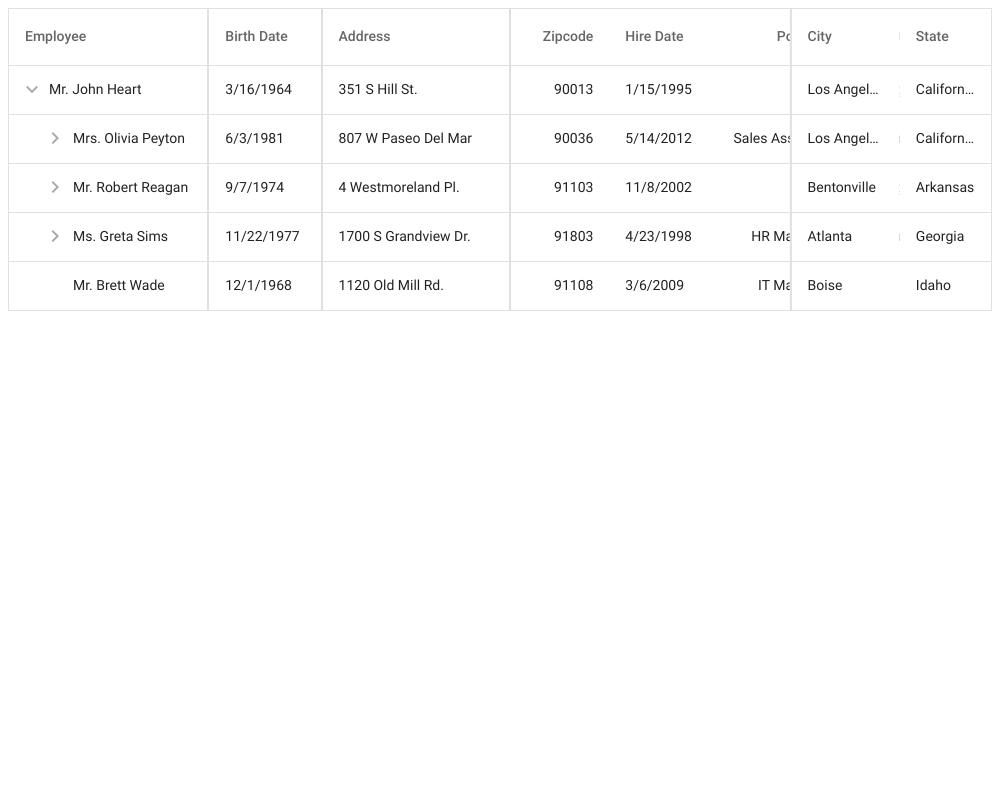 Employee Birth Date Address Zipcode Hire Date City State
Mr. John Heart 3/16/1964 351 S Hill St. 90013 1/15/1995 Los Angel... Californ...
Mrs. Olivia Peyton 6/3/1981 807 W Paseo Del Mar 90036 5/14/2012 Sales Los Angel... Californ...
Mr. Robert Reagan 9/7/1974 4 Westmoreland Pl. 91103 11/8/2002 Bentonville Arkansas
Ms. Greta Sims 11/22/1977 1700 S Grandview Dr. 91803 4/23/1998 HR Atlanta Georgia
Mr. Brett Wade 12/1/1968 1120 Old Mill Rd. 91108 3/6/2009 IT Boise Idaho